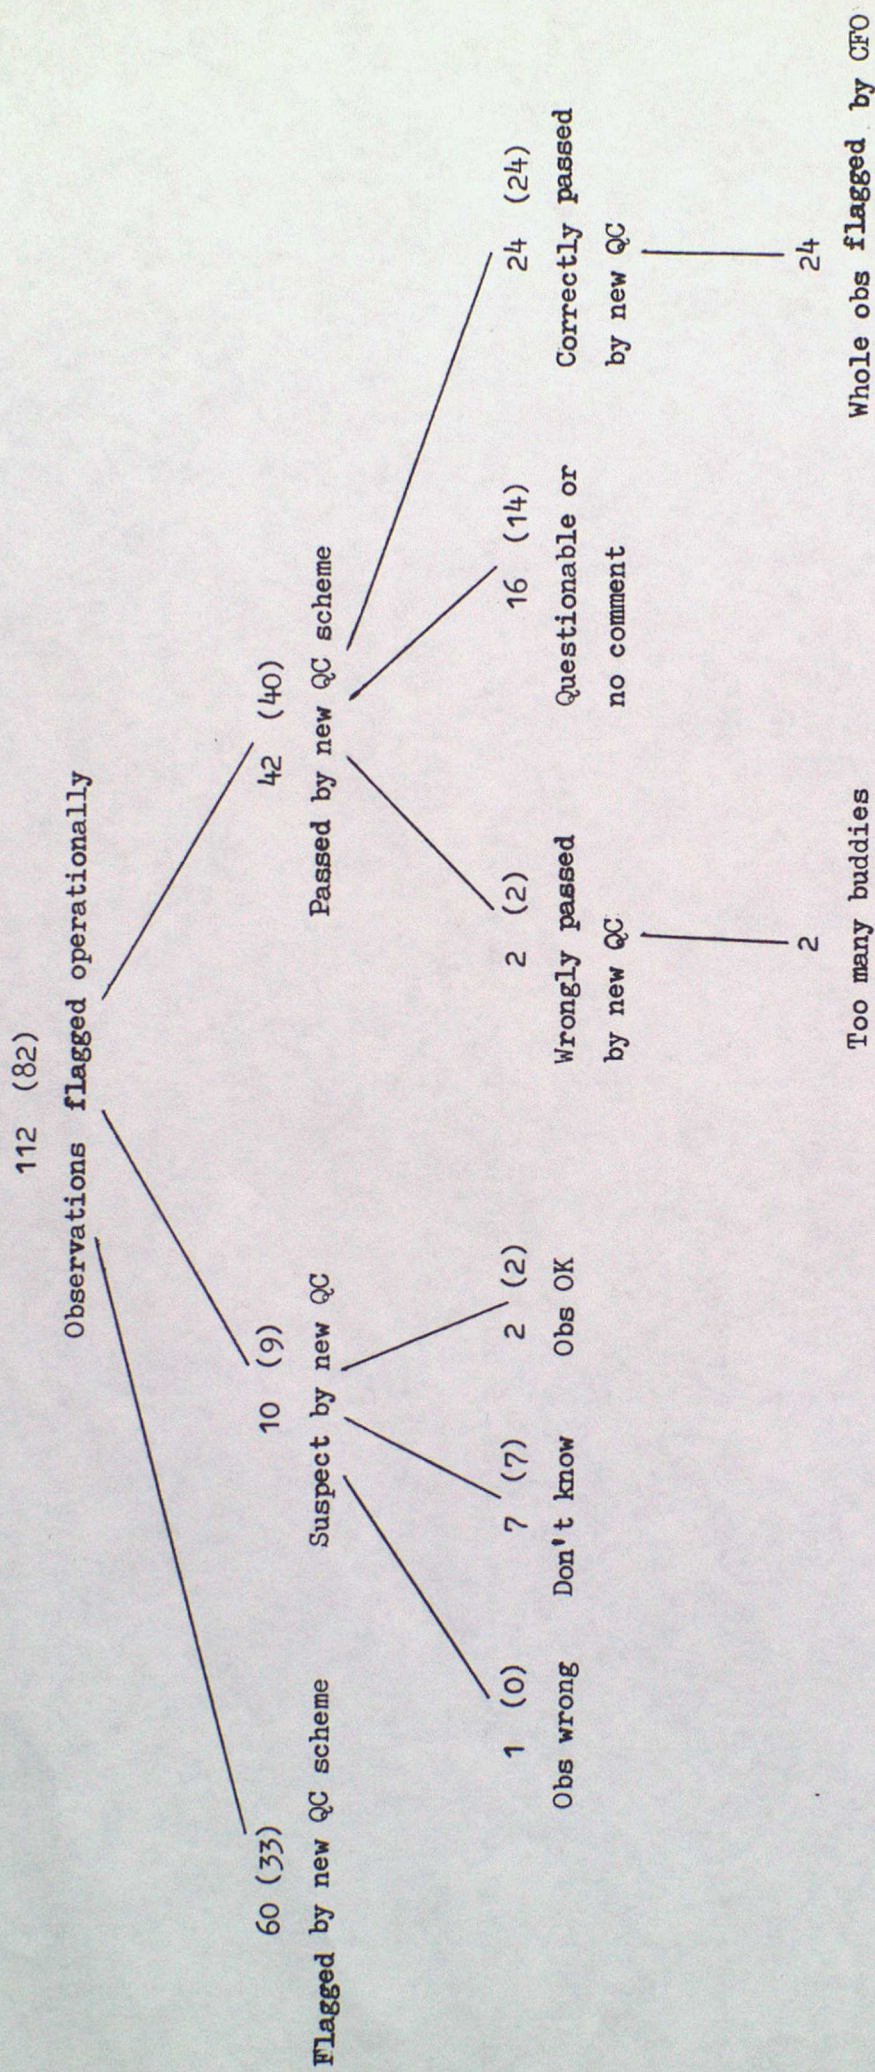 112 (82)
Observations flagged operationally
60 (33)
Flagged by new QC scheme
10 (9)
Suspect by new QC
42 (40)
Passed by new QC scheme
1 (0)
Obs wrong
7 (7)
Don't know
2 (2)
Obs OK
2 (2)
Wrongly passed
by new QC
16 (14)
Questionable or
no comment
24 (24)
Correctly passed
by new QC
2
Too many buddies
24
Whole obs flagged by CFO